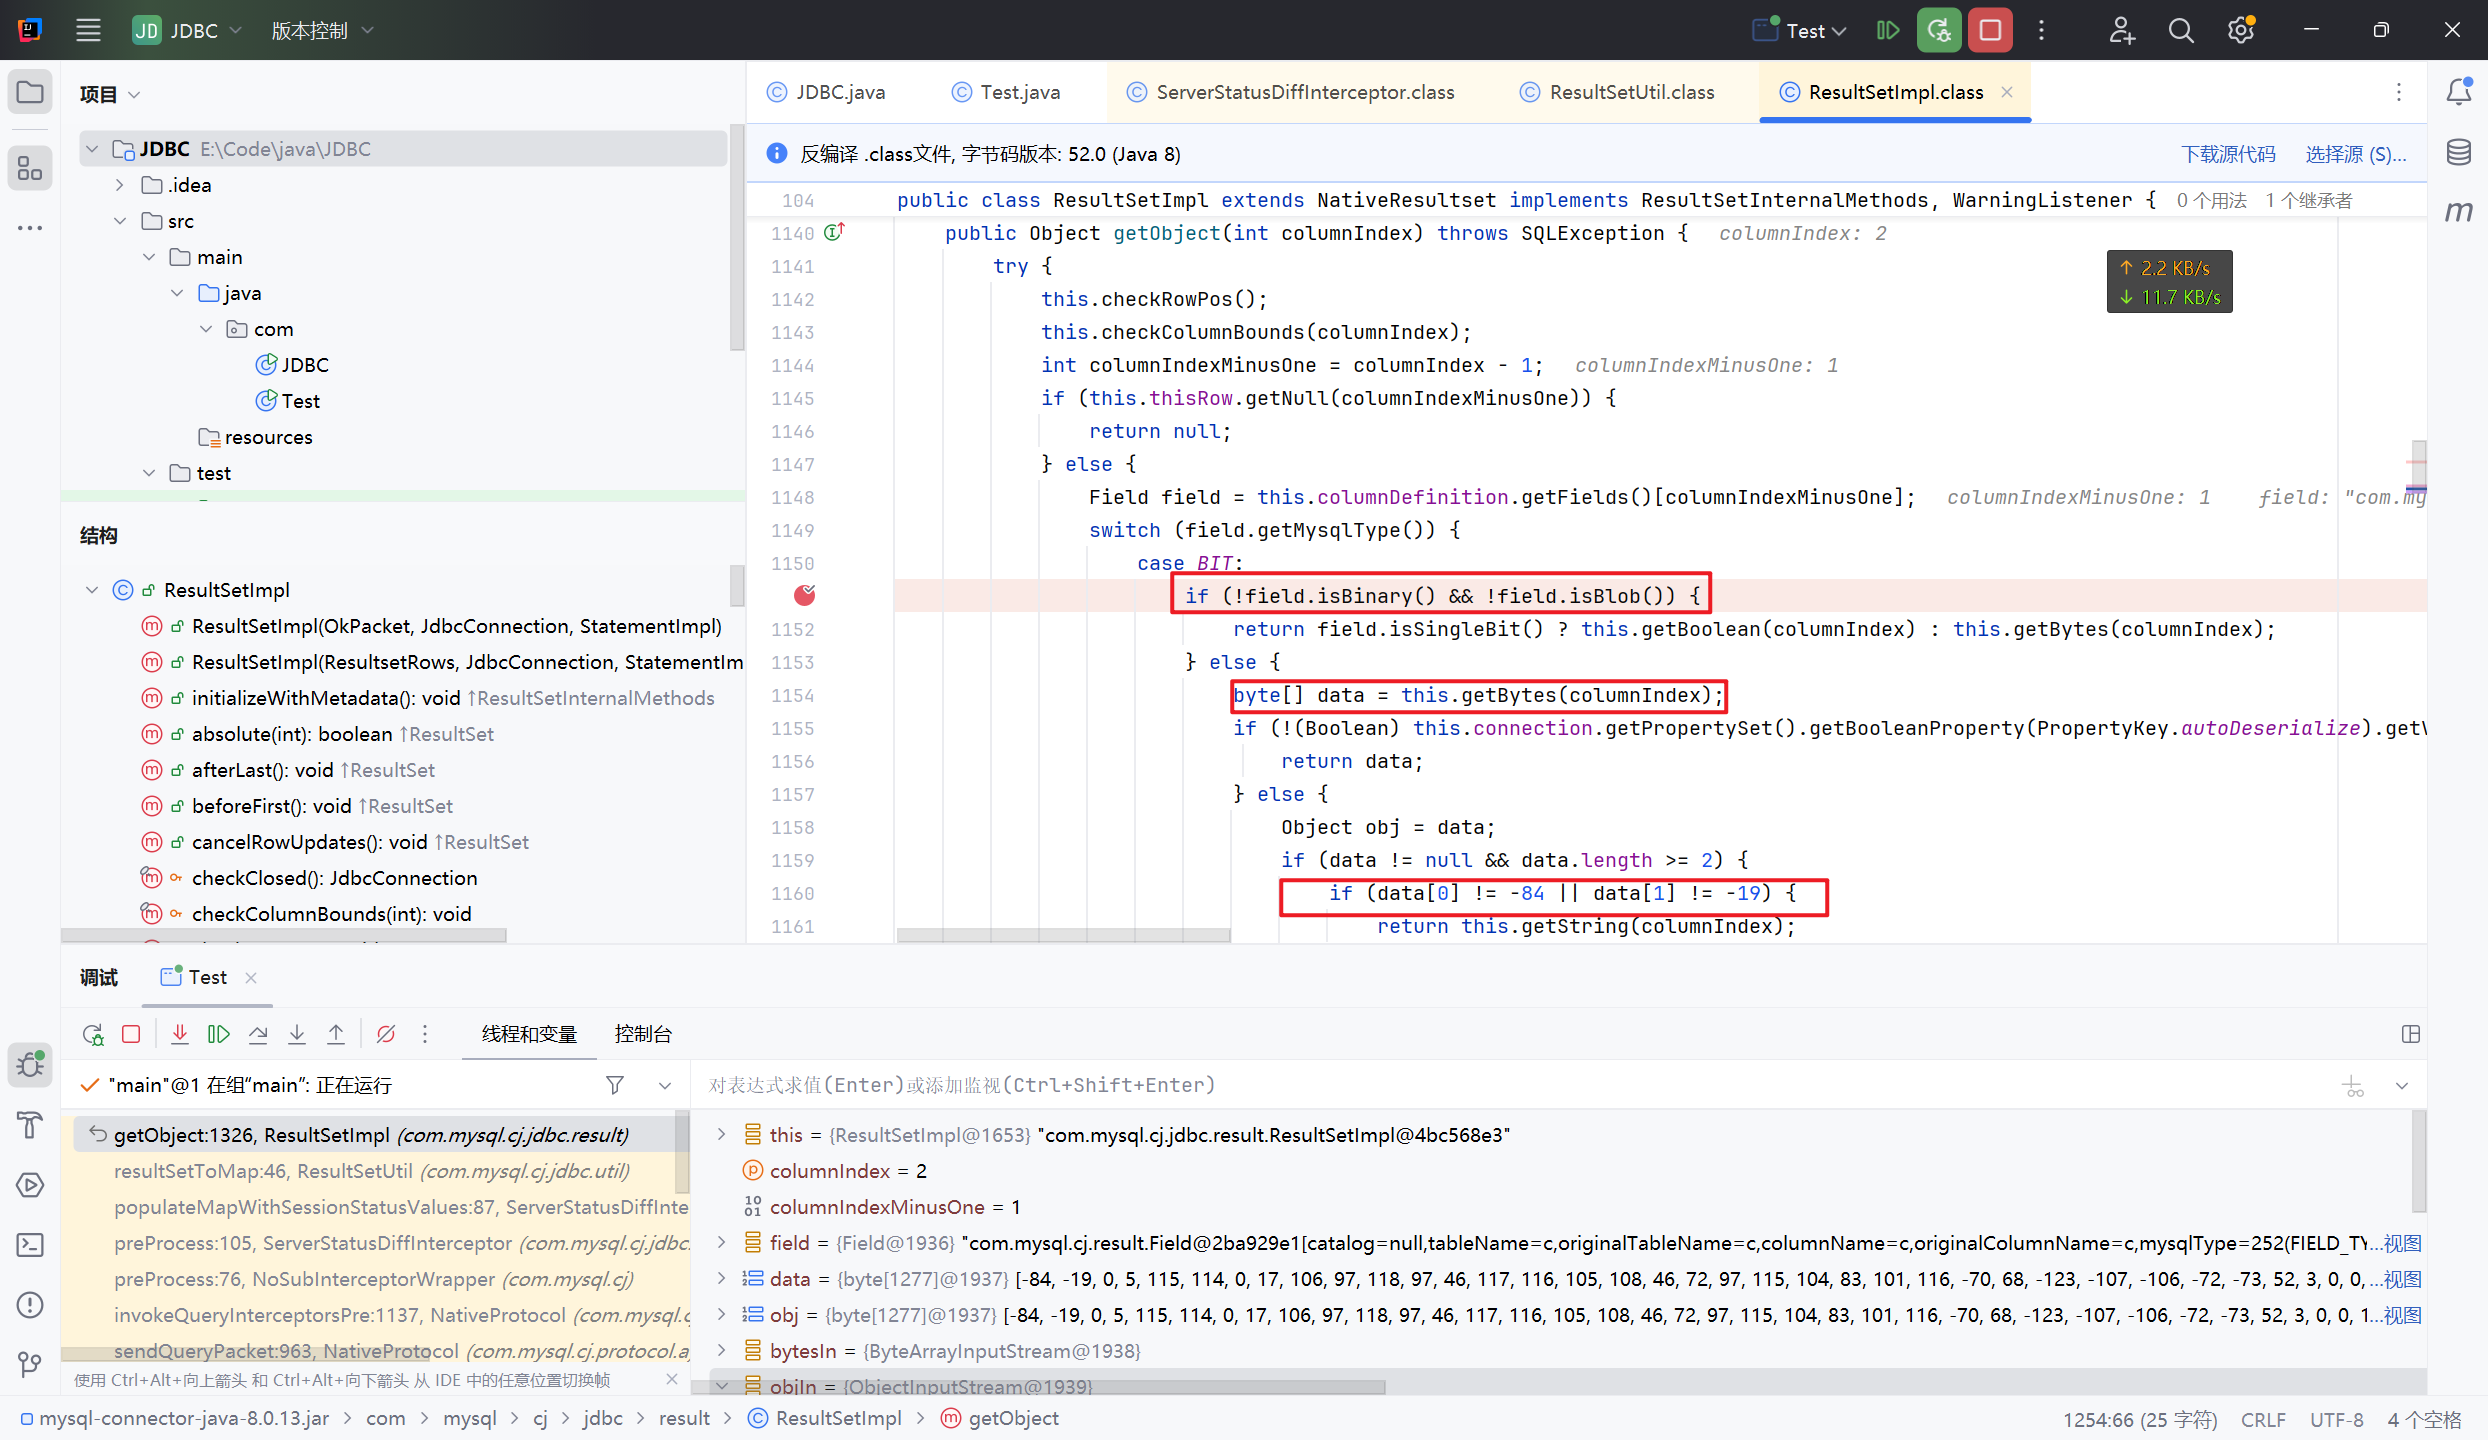 JD JDBC 版本控制 Test
项目
JDBC E:\Code\java\JDBC
.idea
src
main
java
com
JDBC
Test
resources
test
结构
ResultSetImpl
ResultSetImpl(OkPacket, JdbcConnection, StatementImpl)
ResultSetImpl(ResultsetRows, JdbcConnection, StatementIm
initializeWithMetadata(): void ↑ResultSetInternalMethods
absolute(int): boolean ↑ResultSet
afterLast(): void ↑ResultSet
beforeFirst(): void ↑ResultSet
cancelRowUpdates(): void ↑ResultSet
checkClosed(): JdbcConnection
checkColumnBounds(int): void
JDBC.java Test.java ServerStatusDiffInterceptor.class ResultSetUtil.class ResultSetImpl.class
反编译 .class文件, 字节码版本: 52.0 (Java 8) 下载源代码 选择源 (S)...
104 public class ResultSetImpl extends NativeResultset implements ResultSetInternalMethods, WarningListener { 0 个用法 1 个继承者
1140 public Object getObject(int columnIndex) throws SQLException { columnIndex: 2
1141 try {
↑ 2.2 KB/s
↓ 11.7 KB/s
1142 this.checkRowPos();
1143 this.checkColumnBounds(columnIndex);
1144 int columnIndexMinusOne = columnIndex - 1; columnIndexMinusOne: 1
1145 if (this.thisRow.getNull(columnIndexMinusOne)) {
1146 return null;
1147 } else {
1148 Field field = this.columnDefinition.getFields()[columnIndexMinusOne]; columnIndexMinusOne: 1 field: "com.my
1149 switch (field.getMysqlType()) {
1150 case BIT:
if (!field.isBinary() && !field.isBlob()) {
1152 return field.isSingleBit() ? this.getBoolean(columnIndex) : this.getBytes(columnIndex);
1153 } else {
1154 byte[] data = this.getBytes(columnIndex);
1155 if (!(Boolean) this.connection.getPropertySet().getBooleanProperty(PropertyKey.autoDeserialize).getV
1156 return data;
1157 } else {
1158 Object obj = data;
1159 if (data != null && data.length >= 2) {
1160 if (data[0] != -84 || data[1] != -19) {
1161 return this.getString(columnIndex);
调试 Test
线程和变量 控制台
"main"@1 在组“main”: 正在运行
getObject:1326, ResultSetImpl (com.mysql.cj.jdbc.result)
resultSetToMap:46, ResultSetUtil (com.mysql.cj.jdbc.util)
populateMapWithSessionStatusValues:87, ServerStatusDiffInte
preProcess:105, ServerStatusDiffInterceptor (com.mysql.cj.jdbc.
preProcess:76, NoSubInterceptorWrapper (com.mysql.cj)
invokeQueryInterceptorsPre:1137, NativeProtocol (com.mysql.c
sendQueryPacket:963, NativeProtocol (com.mysql.cj.protocol.a
使用 Ctrl+Alt+向上箭头 和 Ctrl+Alt+向下箭头 从 IDE 中的任意位置切换帧
对表达式求值(Enter)或添加监视(Ctrl+Shift+Enter)
this = {ResultSetImpl@1653} "com.mysql.cj.jdbc.result.ResultSetImpl@4bc568e3"
columnIndex = 2
columnIndexMinusOne = 1
field = {Field@1936} "com.mysql.cj.result.Field@2ba929e1[catalog=null,tableName=c,originalTableName=c,columnName=c,originalColumnName=c,mysqlType=252(FIELD_TY...视图
data = {byte[1277]@1937} [-84, -19, 0, 5, 115, 114, 0, 17, 106, 97, 118, 97, 46, 117, 116, 105, 108, 46, 72, 97, 115, 104, 83, 101, 116, -70, 68, -123, -107, -106, -72, -73, 52, 3, 0, 0,...视图
obj = {byte[1277]@1937} [-84, -19, 0, 5, 115, 114, 0, 17, 106, 97, 118, 97, 46, 117, 116, 105, 108, 46, 72, 97, 115, 104, 83, 101, 116, -70, 68, -123, -107, -106, -72, -73, 52, 3, 0, 0, 1...视图
bytesIn = {ByteArrayInputStream@1938}
objIn = {ObjectInputStream@1939}
mysql-connector-java-8.0.13.jar > com > mysql > cj > jdbc > result > ResultSetImpl > getObject 1254:66 (25 字符) CRLF UTF-8 4 个空格